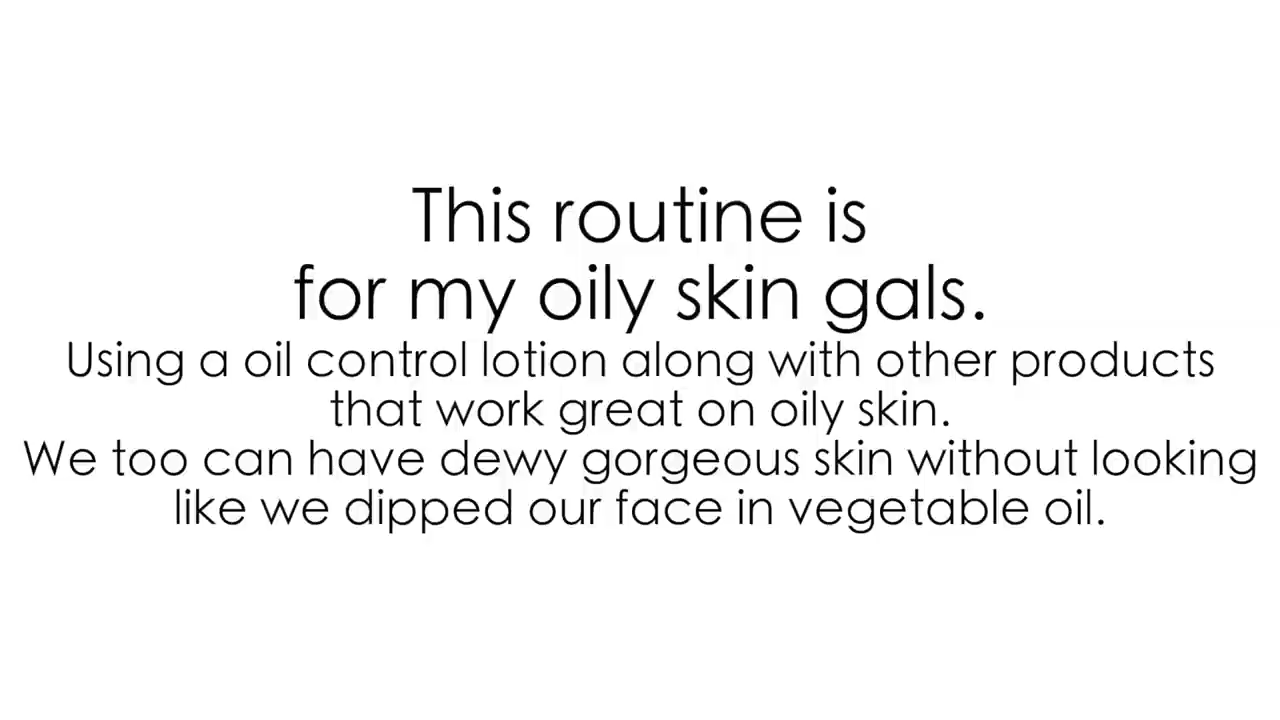 This routine is
for my oily skin gals.
Using a oil control lotion along with other products
that work great on oily skin.
We too can have dewy gorgeous skin without looking
like we dipped our face in vegetable oil.